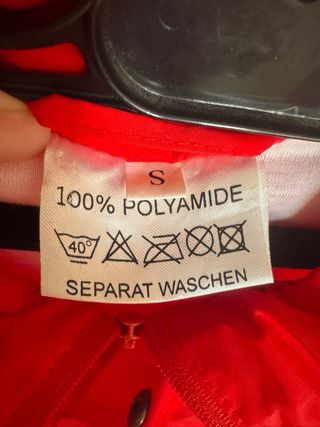 S
100% POLYAMIDE
40°
SEPARAT WASCHEN